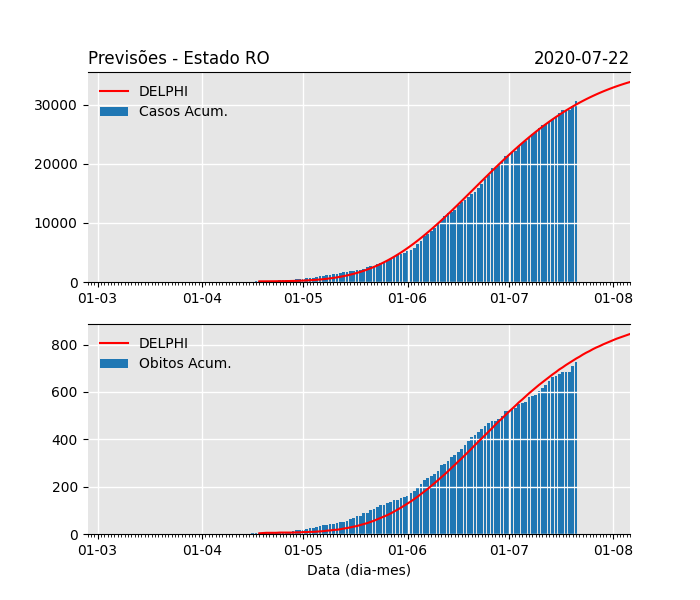 Previsões - Estado RO 2020-07-22
DELPHI
Casos Acum.
30000
20000
10000
0
01-03 01-04 01-05 01-06 01-07 01-08
DELPHI
Obitos Acum.
800
600
400
200
0
01-03 01-04 01-05 01-06 01-07 01-08
Data (dia-mes)